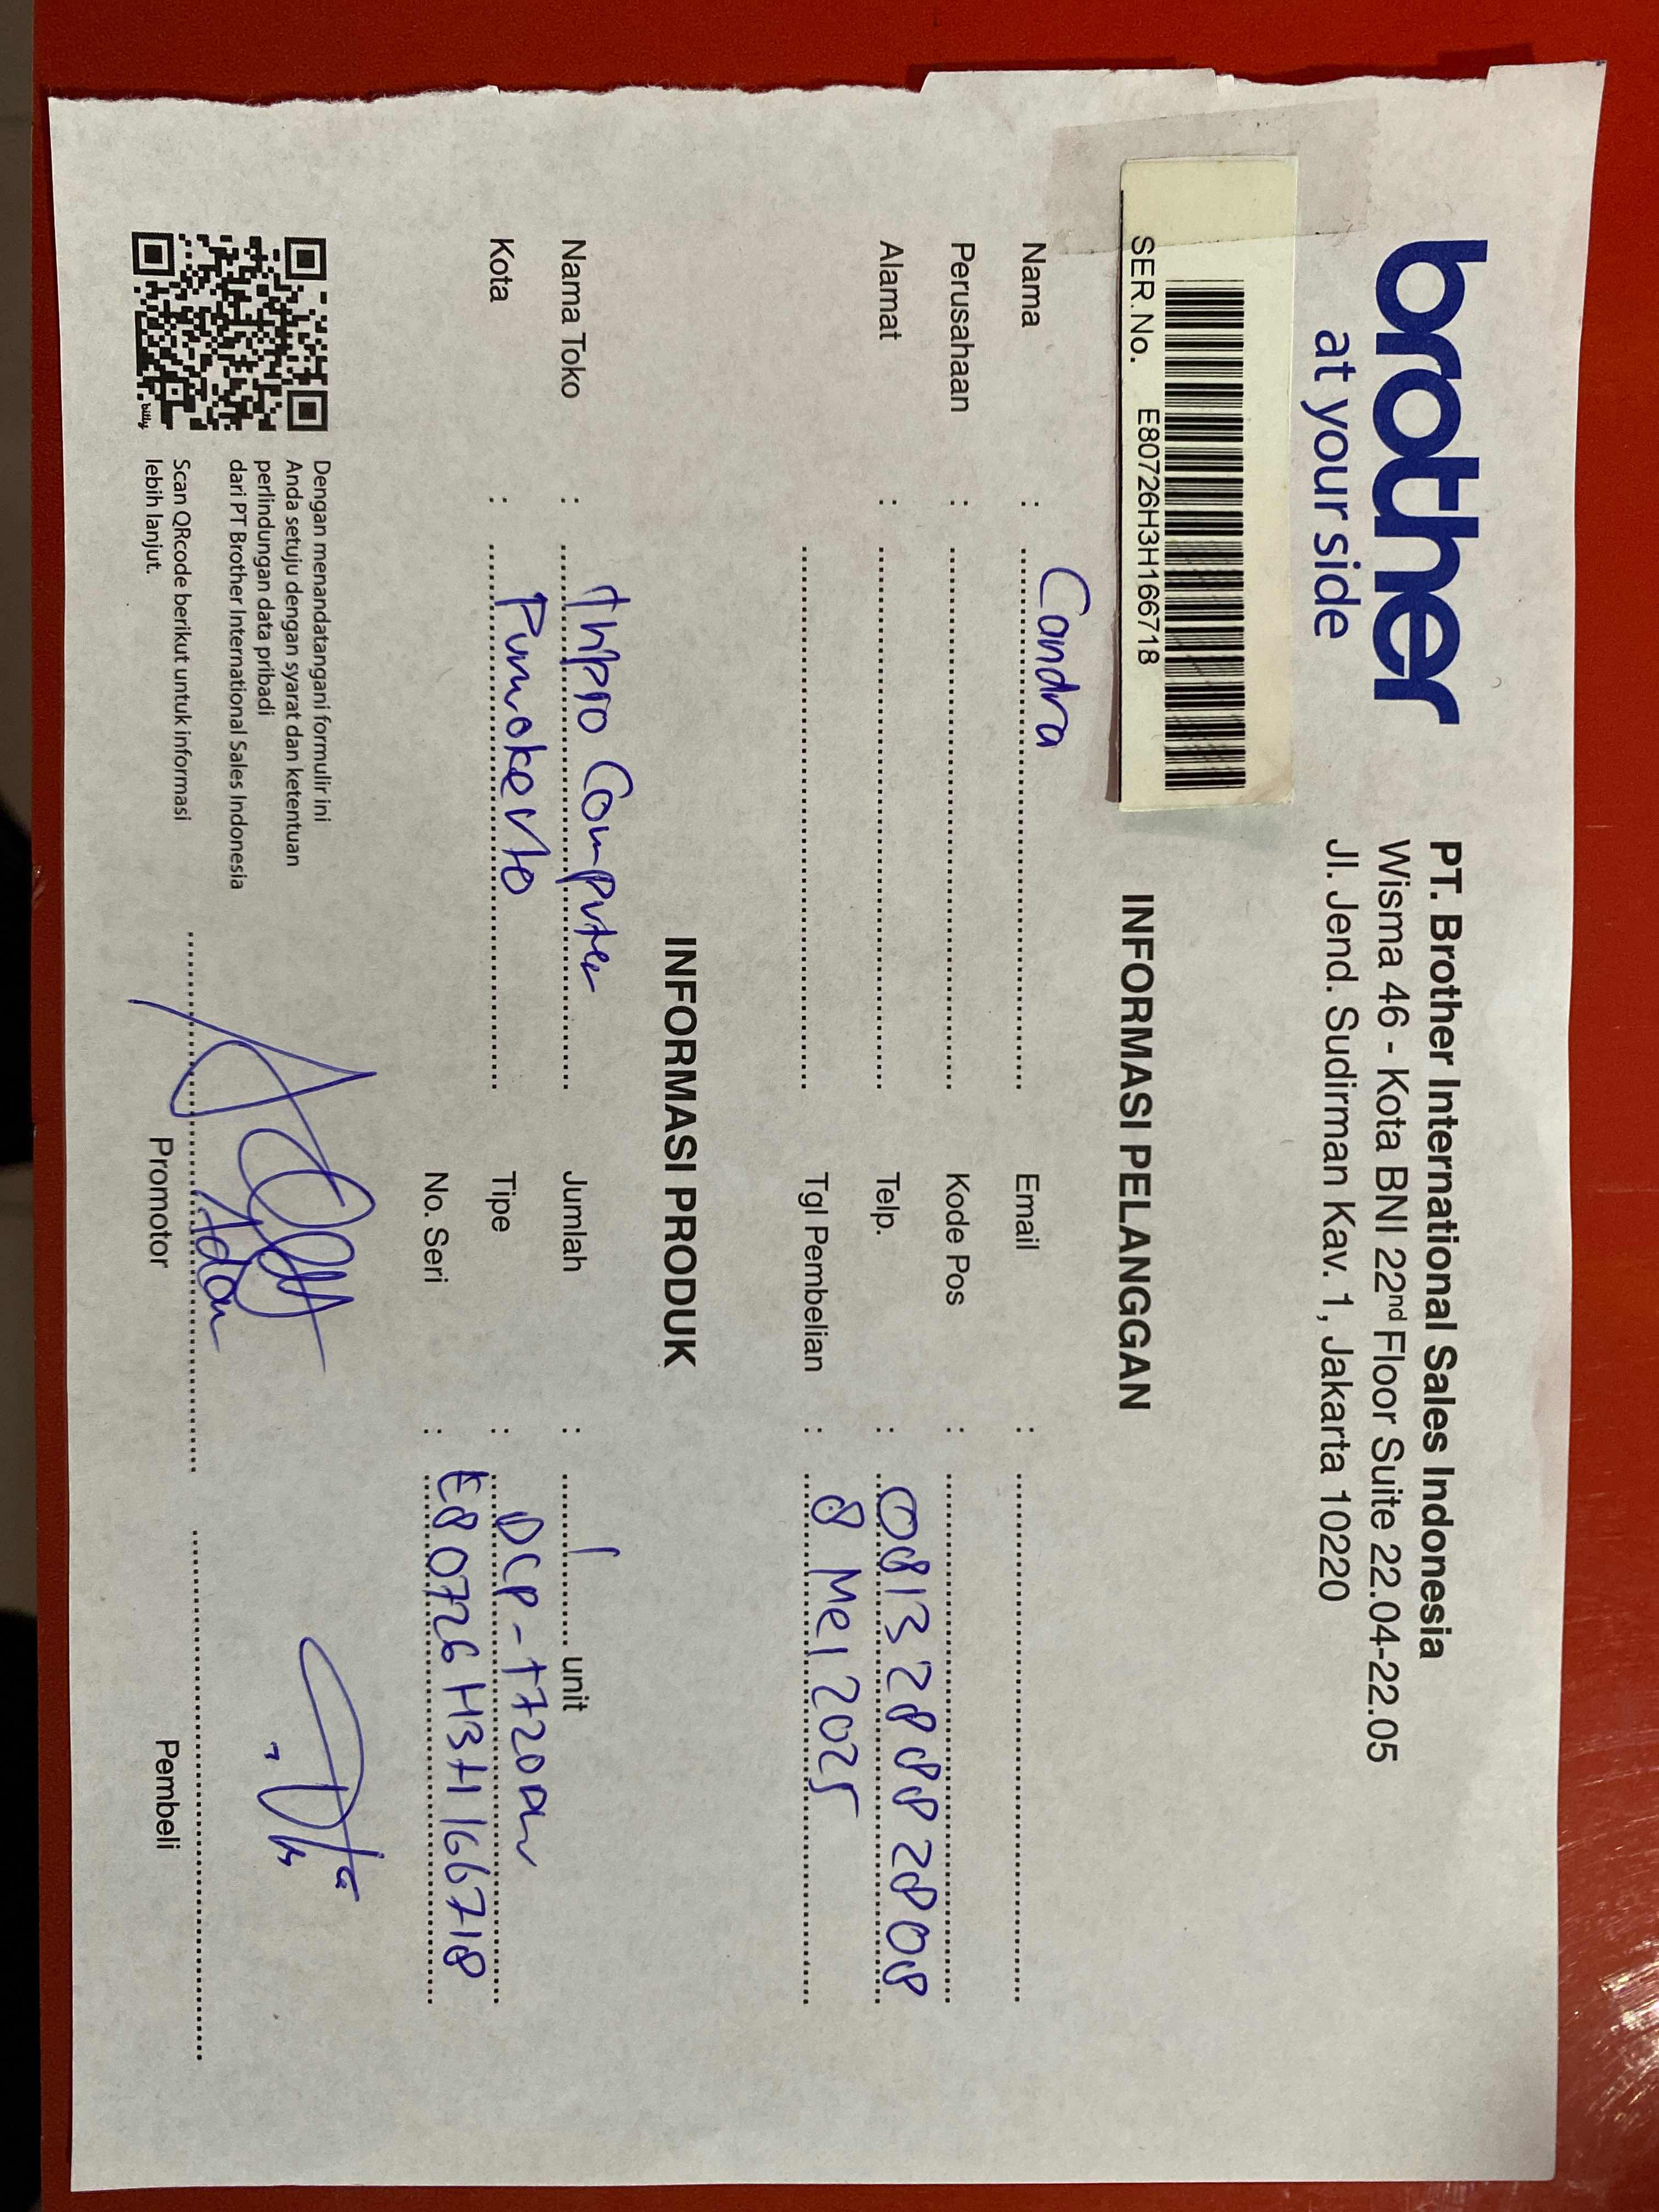 brother
at your side
PT. Brother International Sales Indonesia
Wisma 46 - Kota BNI 22nd Floor Suite 22.04-22.05
Jl. Jend. Sudirman Kav. 1, Jakarta 10220
SER.No. E80726H3H166718
INFORMASI PELANGGAN
Nama : Candra
Email :
Perusahaan :
Kode Pos :
Alamat :
Telp. : 081328882808
Tgl Pembelian : 8 Mei 2025
INFORMASI PRODUK
Nama Toko : thpro Computer
Jumlah : 1 unit
Kota : Purwokerto
Tipe : DCP-T720DW
No. Seri : E80726H3H166718
Dengan menandatangani formulir ini
Anda setuju dengan syarat dan ketentuan
perlindungan data pribadi
dari PT Brother International Sales Indonesia
Scan QRcode berikut untuk informasi
lebih lanjut.
bitly
Promotor
Pembeli